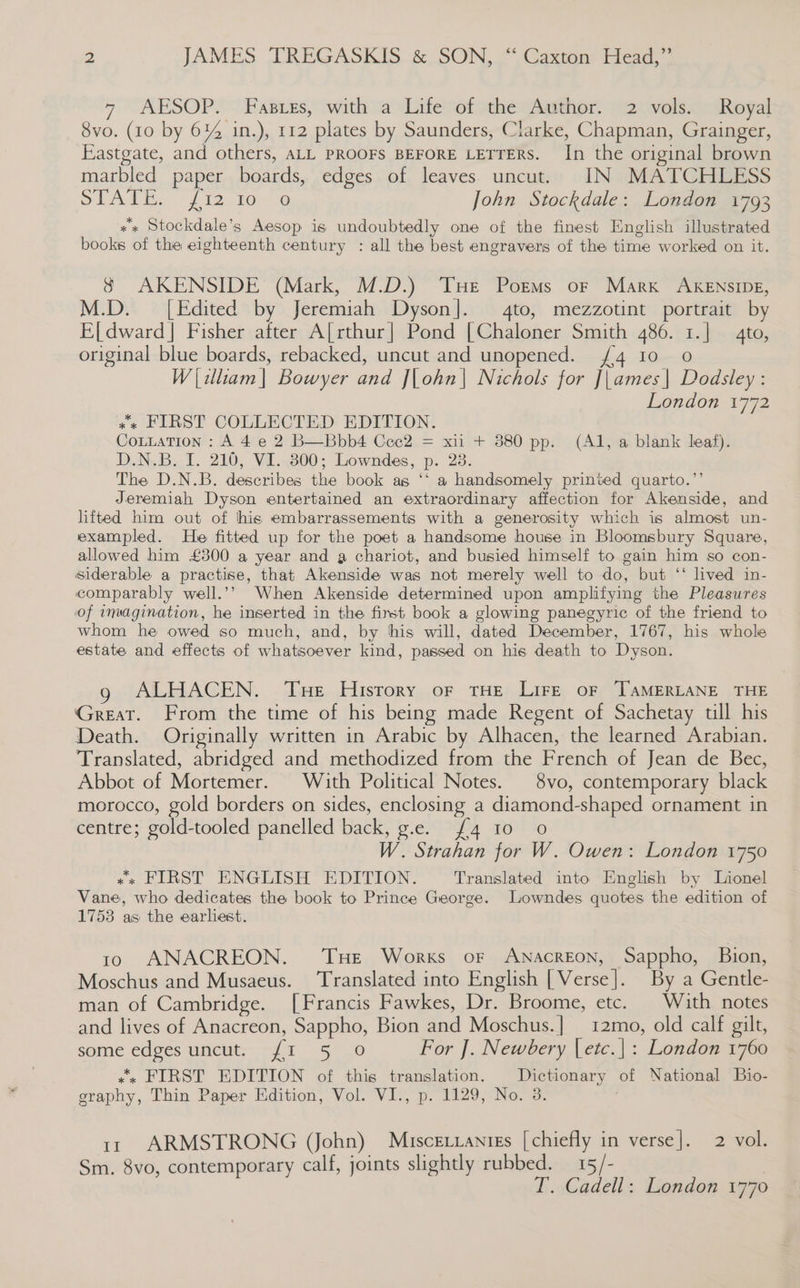 2 JAMES TREGASKIS & SON, “ Caxton Head,”
7 AESOP. Fables, with a Life of the Author. 2 vols. Royal
8vo. (10 by 6¼ in.), 112 plates by Saunders, Clarke, Chapman, Grainger,
Eastgate, and others, ALL PROOFS BEFORE LETTERS. In the original brown
marbled paper boards, edges of leaves uncut. IN MATCHLESS
STATE. £12 10 0 John Stockdale: London 1793
*** Stockdale’s Aesop is undoubtedly one of the finest English illustrated
books of the eighteenth century : all the best engravers of the time worked on it.
8 AKENSIDE (Mark, M.D.) The Poems of Mark Akenside,
M.D. [Edited by Jeremiah Dyson]. 4to, mezzotint portrait by
E[dward] Fisher after A[rthur] Pond [Chaloner Smith 486. 1.] 4to,
original blue boards, rebacked, uncut and unopened. £4 10 0
W[illiam] Bowyer and J[ohn] Nichols for J[ames] Dodsley:
London 1772
*** FIRST COLLECTED EDITION.
Collation : A 4 e 2 B—Bbb4 Ccc2 = xii + 380 pp. (A1, a blank leaf).
D.N.B. I. 210, VI. 300; Lowndes, p. 23.
The D.N.B. describes the book as “ a handsomely printed quarto.”
Jeremiah Dyson entertained an extraordinary affection for Akenside, and
lifted him out of his embarrassements with a generosity which is almost un-
exampled. He fitted up for the poet a handsome house in Bloomsbury Square,
allowed him £300 a year and a chariot, and busied himself to gain him so con-
siderable a practise, that Akenside was not merely well to do, but “ lived in-
comparably well.” When Akenside determined upon amplifying the Pleasures
of imagination, he inserted in the first book a glowing panegyric of the friend to
whom he owed so much, and, by his will, dated December, 1767, his whole
estate and effects of whatsoever kind, passed on his death to Dyson.
9 ALHACEN. The History of the Life of Tamerlane the
Great. From the time of his being made Regent of Sachetay till his
Death. Originally written in Arabic by Alhacen, the learned Arabian.
Translated, abridged and methodized from the French of Jean de Bec,
Abbot of Mortemer. With Political Notes. 8vo, contemporary black
morocco, gold borders on sides, enclosing a diamond-shaped ornament in
centre; gold-tooled panelled back, g.e. £4 10 0
W. Strahan for W. Owen: London 1750
*** FIRST ENGLISH EDITION. Translated into English by Lionel
Vane, who dedicates the book to Prince George. Lowndes quotes the edition of
1753 as the earliest.
10 ANACREON. The Works of Anacreon, Sappho, Bion,
Moschus and Musaeus. Translated into English [Verse]. By a Gentle-
man of Cambridge. [Francis Fawkes, Dr. Broome, etc. With notes
and lives of Anacreon, Sappho, Bion and Moschus.] 12mo, old calf gilt,
some edges uncut. £1 5 0 For J. Newbery [etc.]: London 1760
*** FIRST EDITION of this translation. Dictionary of National Bio-
graphy, Thin Paper Edition, Vol. VI., p. 1129, No. 3.
11 ARMSTRONG (John) Miscellanies [chiefly in verse]. 2 vol.
Sm. 8vo, contemporary calf, joints slightly rubbed. 15/-
T. Cadell: London 1770